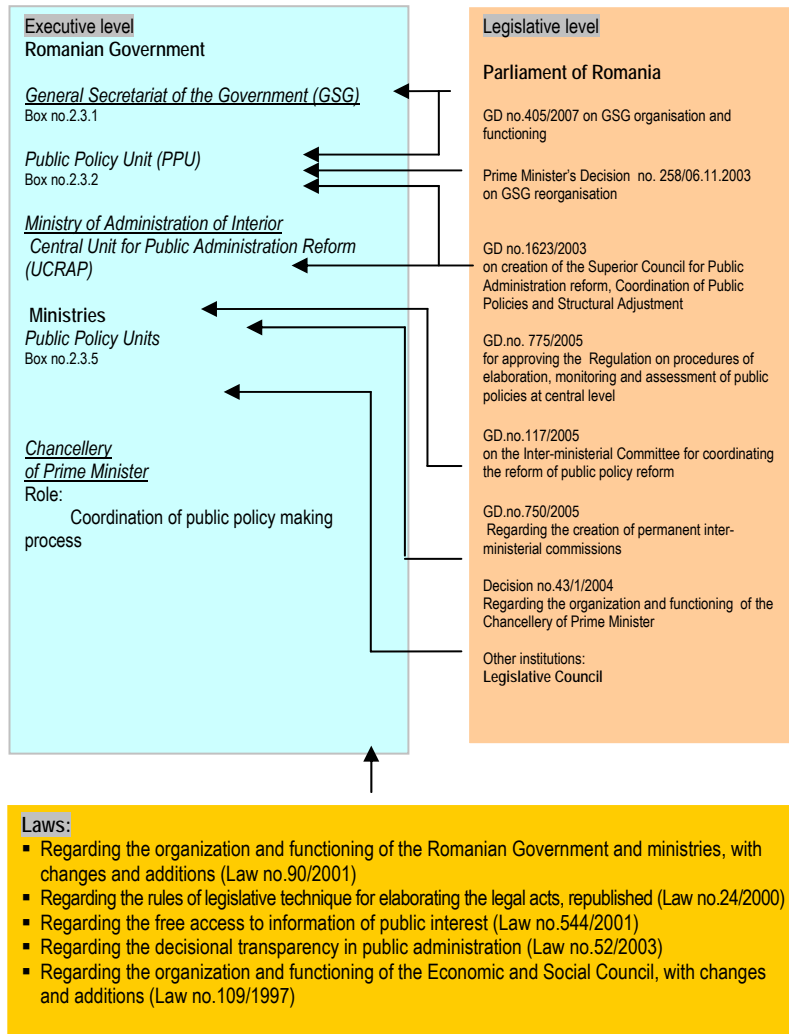 Executive level
Romanian Government
General Secretariat of the Government (GSG)
Box no.2.3.1
Public Policy Unit (PPU)
Box no.2.3.2
Ministry of Administration of Interior
Central Unit for Public Administration Reform
(UCRAP)
Ministries
Public Policy Units
Box no.2.3.5
Chancellery
of Prime Minister
Role:
Coordination of public policy making
process
Legislative level
Parliament of Romania
GD no.405/2007 on GSG organisation and
functioning
Prime Minister's Decision no. 258/06.11.2003
on GSG reorganisation
GD no.1623/2003
on creation of the Superior Council for Public
Administration reform, Coordination of Public
Policies and Structural Adjustment
GD.no. 775/2005
for approving the Regulation on procedures of
elaboration, monitoring and assessment of public
policies at central level
GD.no.117/2005
on the Inter-ministerial Committee for coordinating
the reform of public policy reform
GD.no.750/2005
Regarding the creation of permanent inter-
ministerial commissions
Decision no.43/1/2004
Regarding the organization and functioning of the
Chancellery of Prime Minister
Other institutions:
Legislative Council
Laws:
▪ Regarding the organization and functioning of the Romanian Government and ministries, with
changes and additions (Law no.90/2001)
▪ Regarding the rules of legislative technique for elaborating the legal acts, republished (Law no.24/2000)
▪ Regarding the free access to information of public interest (Law no.544/2001)
▪ Regarding the decisional transparency in public administration (Law no.52/2003)
▪ Regarding the organization and functioning of the Economic and Social Council, with changes
and additions (Law no.109/1997)